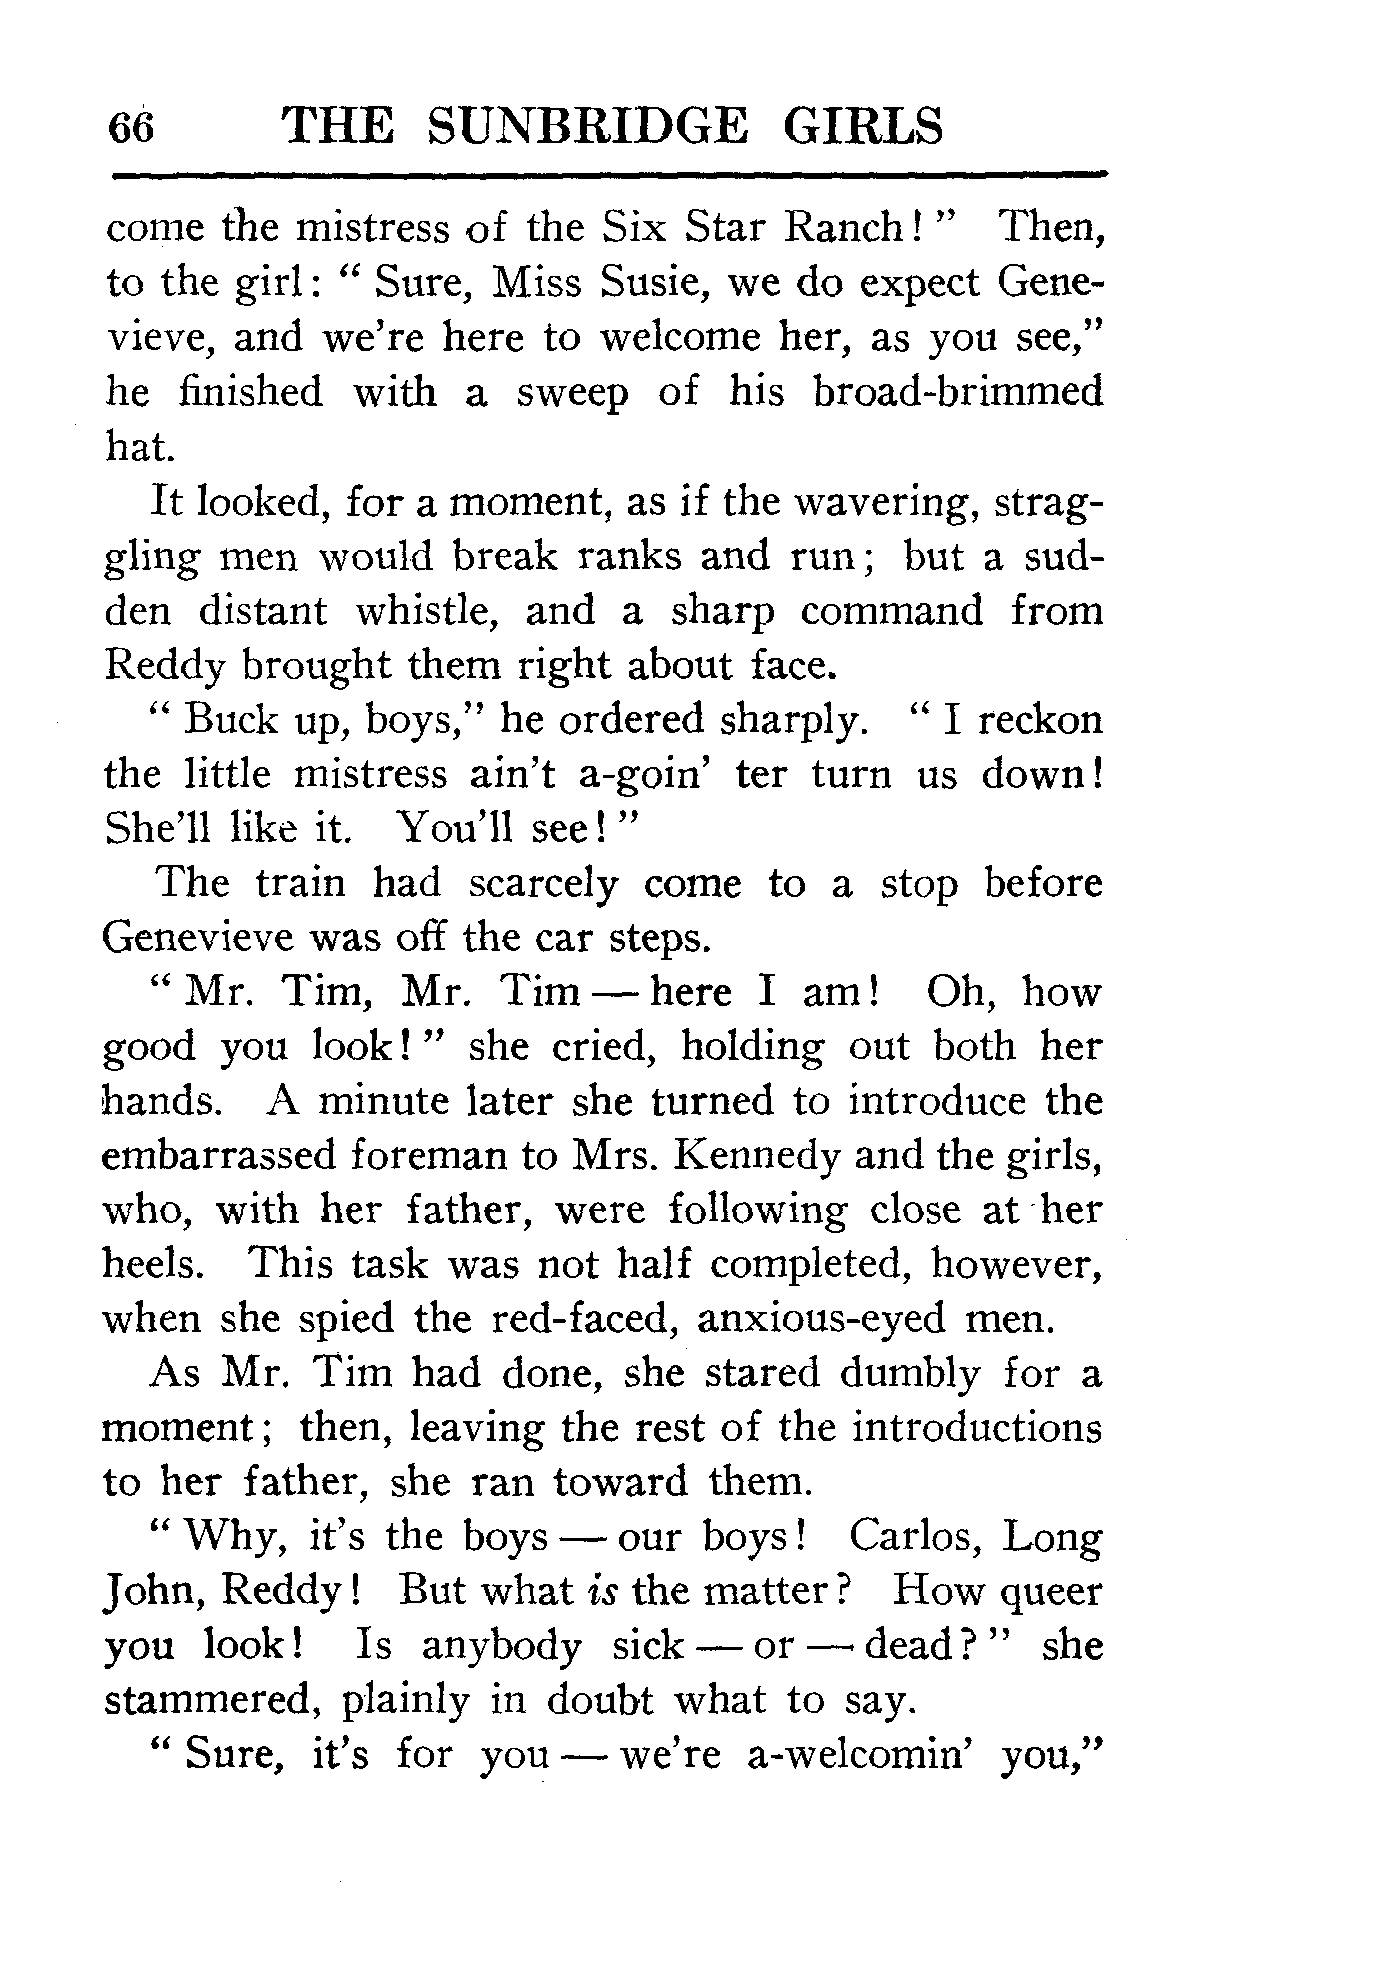 66 THE SUNBRIDGE GIRLS
come the mistress of the Six Star Ranch! ” Then,
to the girl: “ Sure, Miss Susie, we do expect Gene-
vieve, and we’re here to welcome her, as you see,”
he finished with a sweep of his broad-brimmed
hat.
It looked, for a moment, as if the wavering, strag-
gling men would break ranks and run; but a sud-
den distant whistle, and a sharp command from
Reddy brought them right about face.
“ Buck up, boys,” he ordered sharply. “ I reckon
the little mistress ain’t a-goin’ ter turn us down!
She’ll like it. You’ll see! ”
The train had scarcely come to a stop before
Genevieve was off the car steps.
“ Mr. Tim, Mr. Tim — here I am! Oh, how
good you look! ” she cried, holding out both her
hands. A minute later she turned to introduce the
embarrassed foreman to Mrs. Kennedy and the girls,
who, with her father, were following close at her
heels. This task was not half completed, however,
when she spied the red-faced, anxious-eyed men.
As Mr. Tim had done, she stared dumbly for a
moment; then, leaving the rest of the introductions
to her father, she ran toward them.
“ Why, it’s the boys — our boys! Carlos, Long
John, Reddy! But what is the matter? How queer
you look! Is anybody sick — or — dead? ” she
stammered, plainly in doubt what to say.
“ Sure, it’s for you — we’re a-welcomin’ you,”